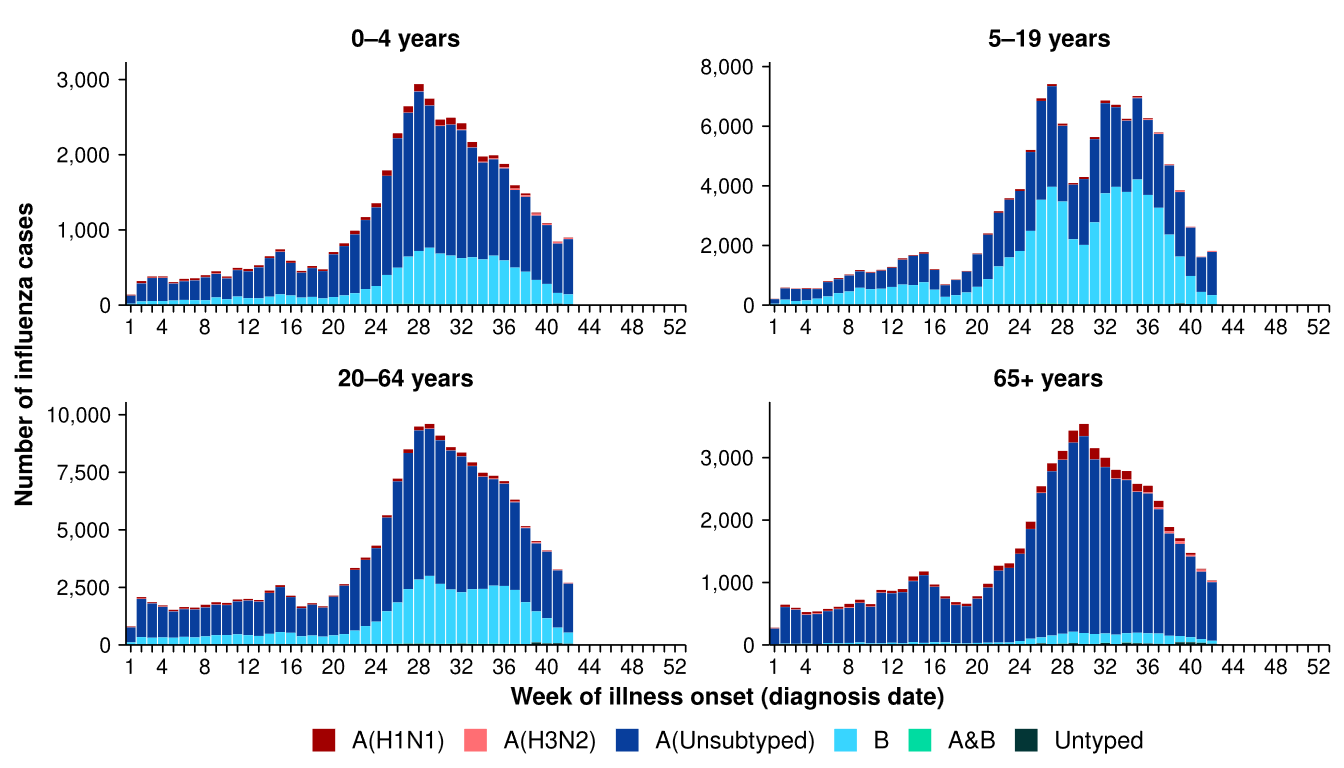 0–4 years
5–19 years
3,000
2,000
1,000
0
1 4 8 12 16 20 24 28 32 36 40 44 48 52
8,000
6,000
4,000
2,000
0
1 4 8 12 16 20 24 28 32 36 40 44 48 52
Number of influenza cases
20–64 years
65+ years
10,000
7,500
5,000
2,500
0
1 4 8 12 16 20 24 28 32 36 40 44 48 52
3,000
2,000
1,000
0
1 4 8 12 16 20 24 28 32 36 40 44 48 52
Week of illness onset (diagnosis date)
A(H1N1) A(H3N2) A(Unsubtyped) B A&B Untyped